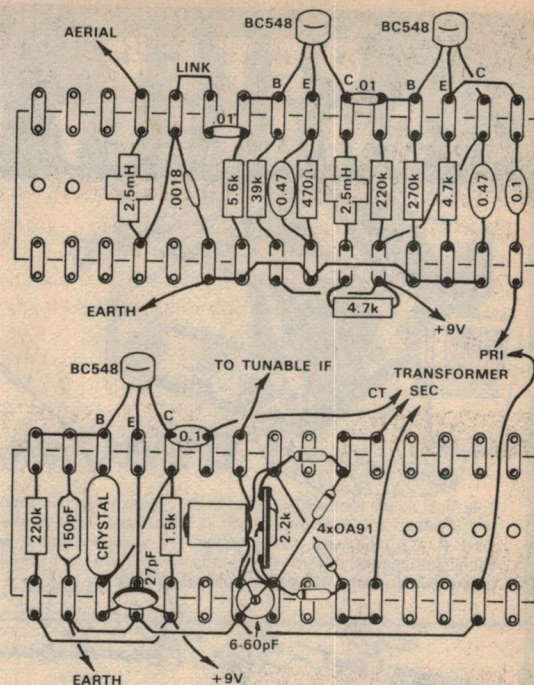 BC548
BC548
AERIAL
LINK
B
E
C
.01
B
E
C
.01
2.5mH
.0018
5.6k
39k
0.47
470Ω
2.5mH
220k
270k
4.7k
0.47
0.1
EARTH
4.7k
+9V
PRI
BC548
TO TUNABLE IF
TRANSFORMER
CT
SEC
B
E
C
0.1
220k
150pF
CRYSTAL
27pF
1.5k
2.2k
4xOA91
6-60pF
EARTH
+9V